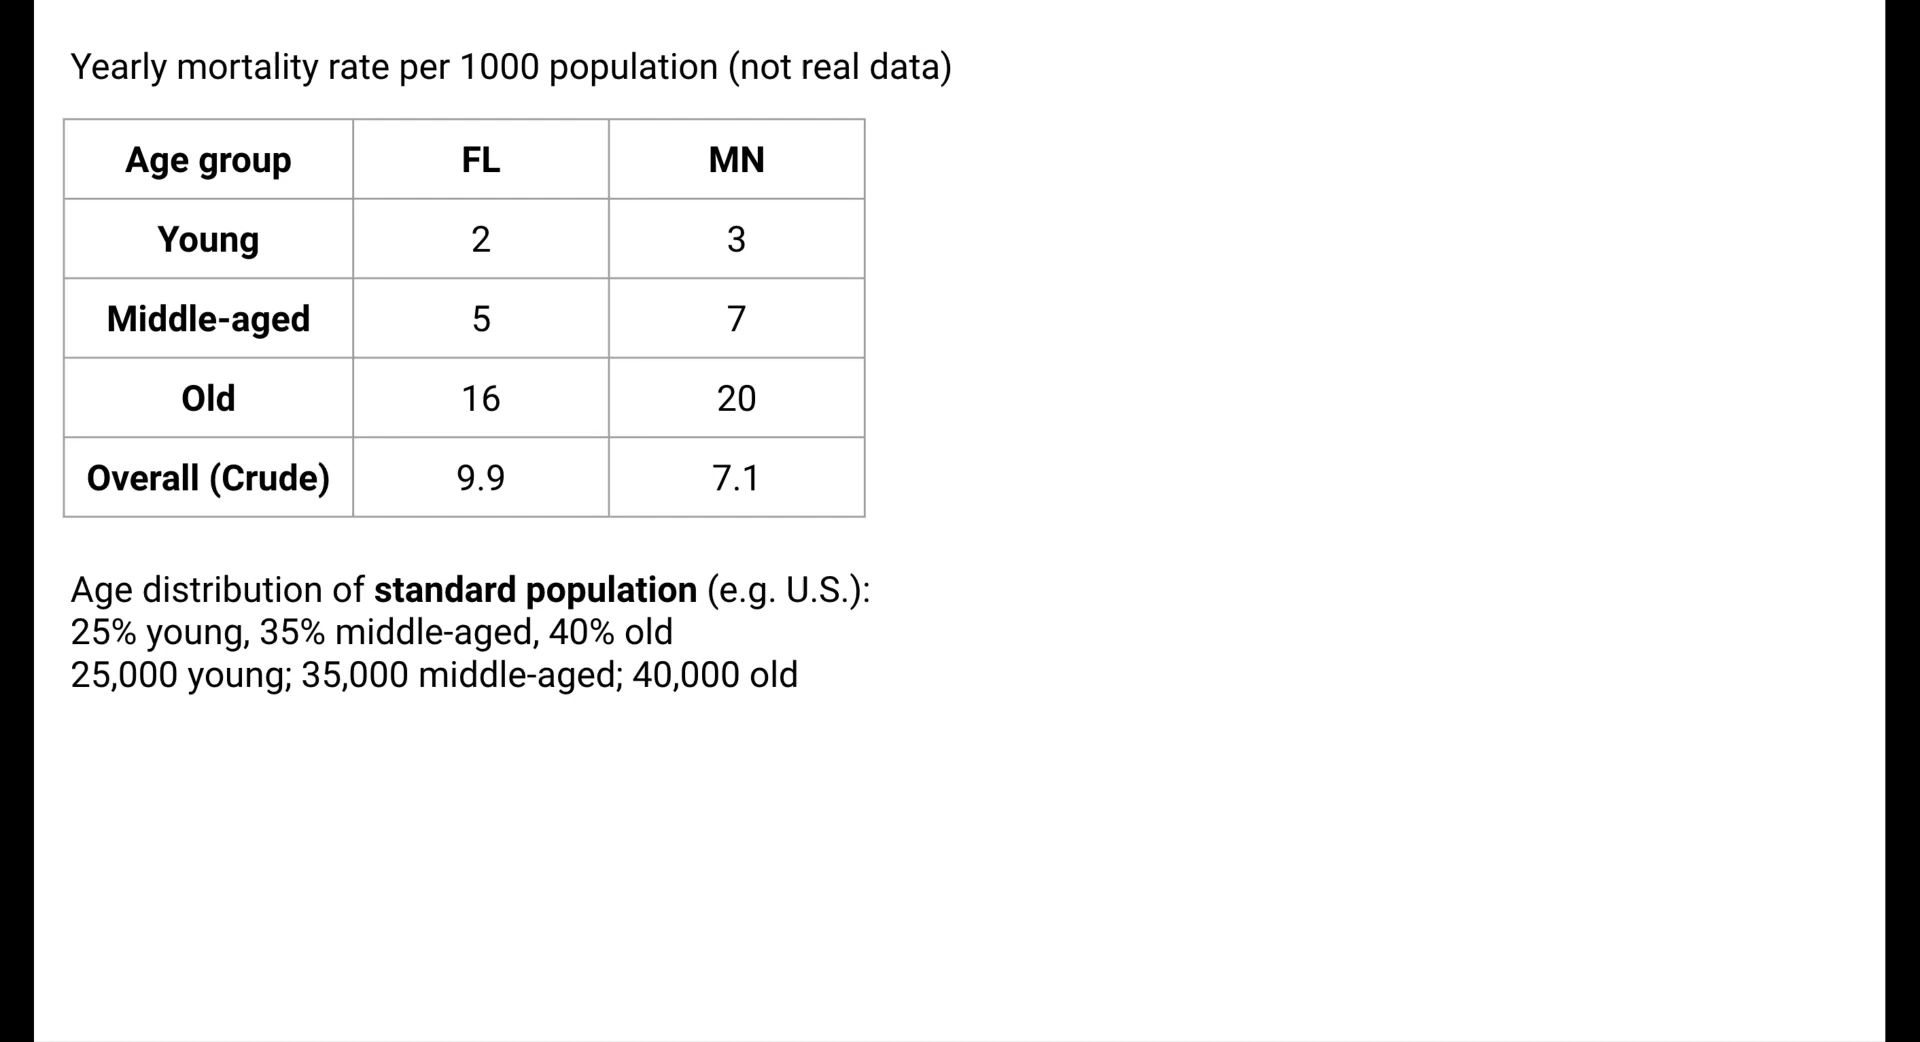 Yearly mortality rate per 1000 population (not real data)
Age group FL MN
Young 2 3
Middle-aged 5 7
Old 16 20
Overall (Crude) 9.9 7.1
Age distribution of standard population (e.g. U.S.):
25% young, 35% middle-aged, 40% old
25,000 young; 35,000 middle-aged; 40,000 old